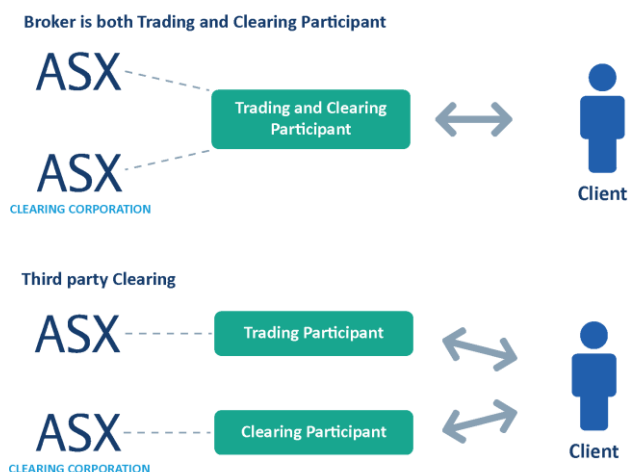 Broker is both Trading and Clearing Participant
ASX
Trading and Clearing
Participant
ASX
CLEARING CORPORATION
Client
Third party Clearing
ASX
Trading Participant
ASX
Clearing Participant
CLEARING CORPORATION
Client